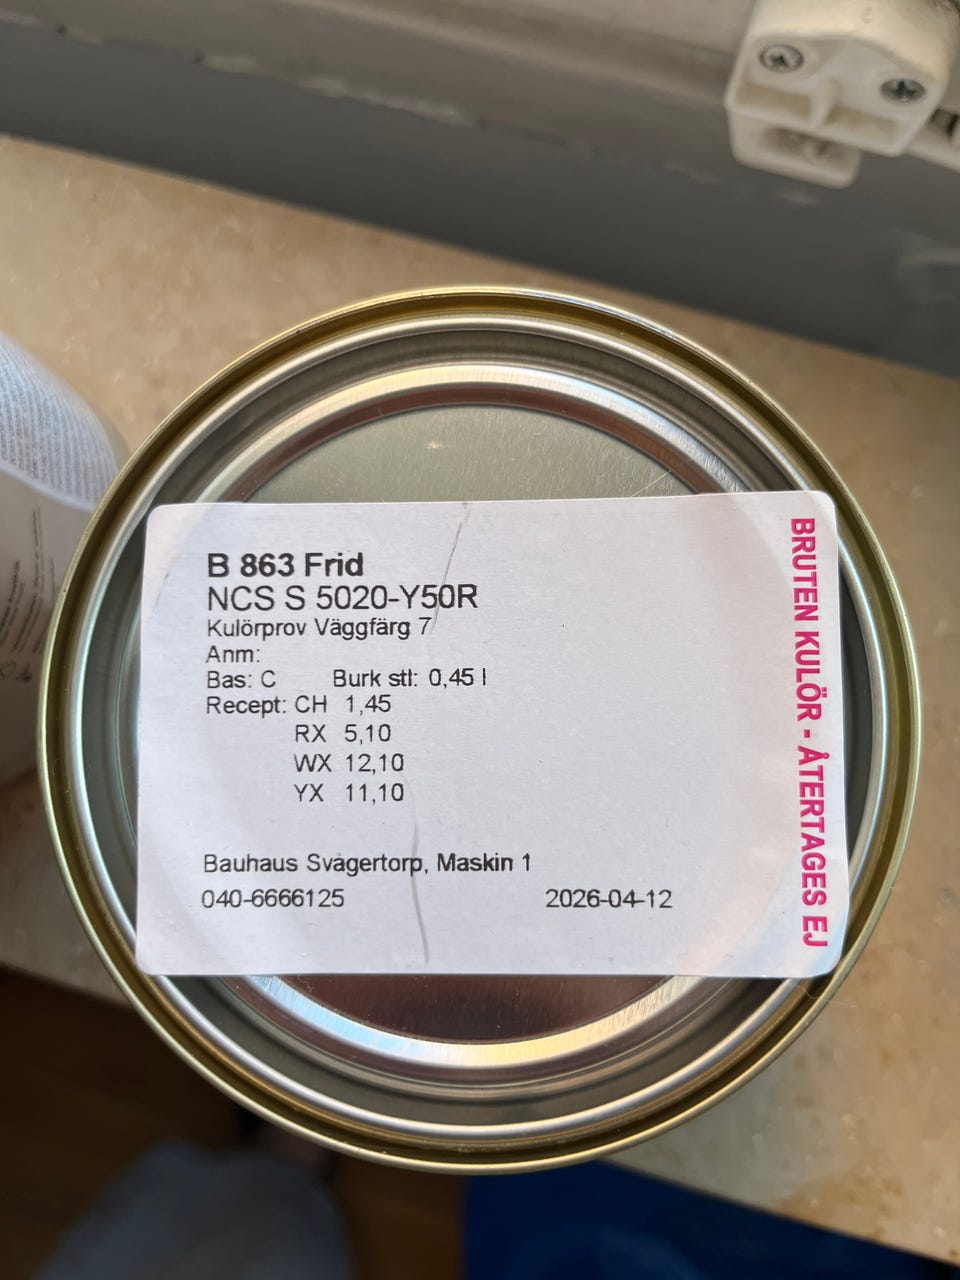 B 863 Frid
NCS S 5020-Y50R
Kulörprov Väggfärg 7
Anm:
Bas: C Burk stl: 0,45 l
Recept: CH 1,45
RX 5,10
WX 12,10
YX 11,10
Bauhaus Svågertorp, Maskin 1
040-6666125 2026-04-12
BRUTEN KULÖR - ÅTERTAGES EJ